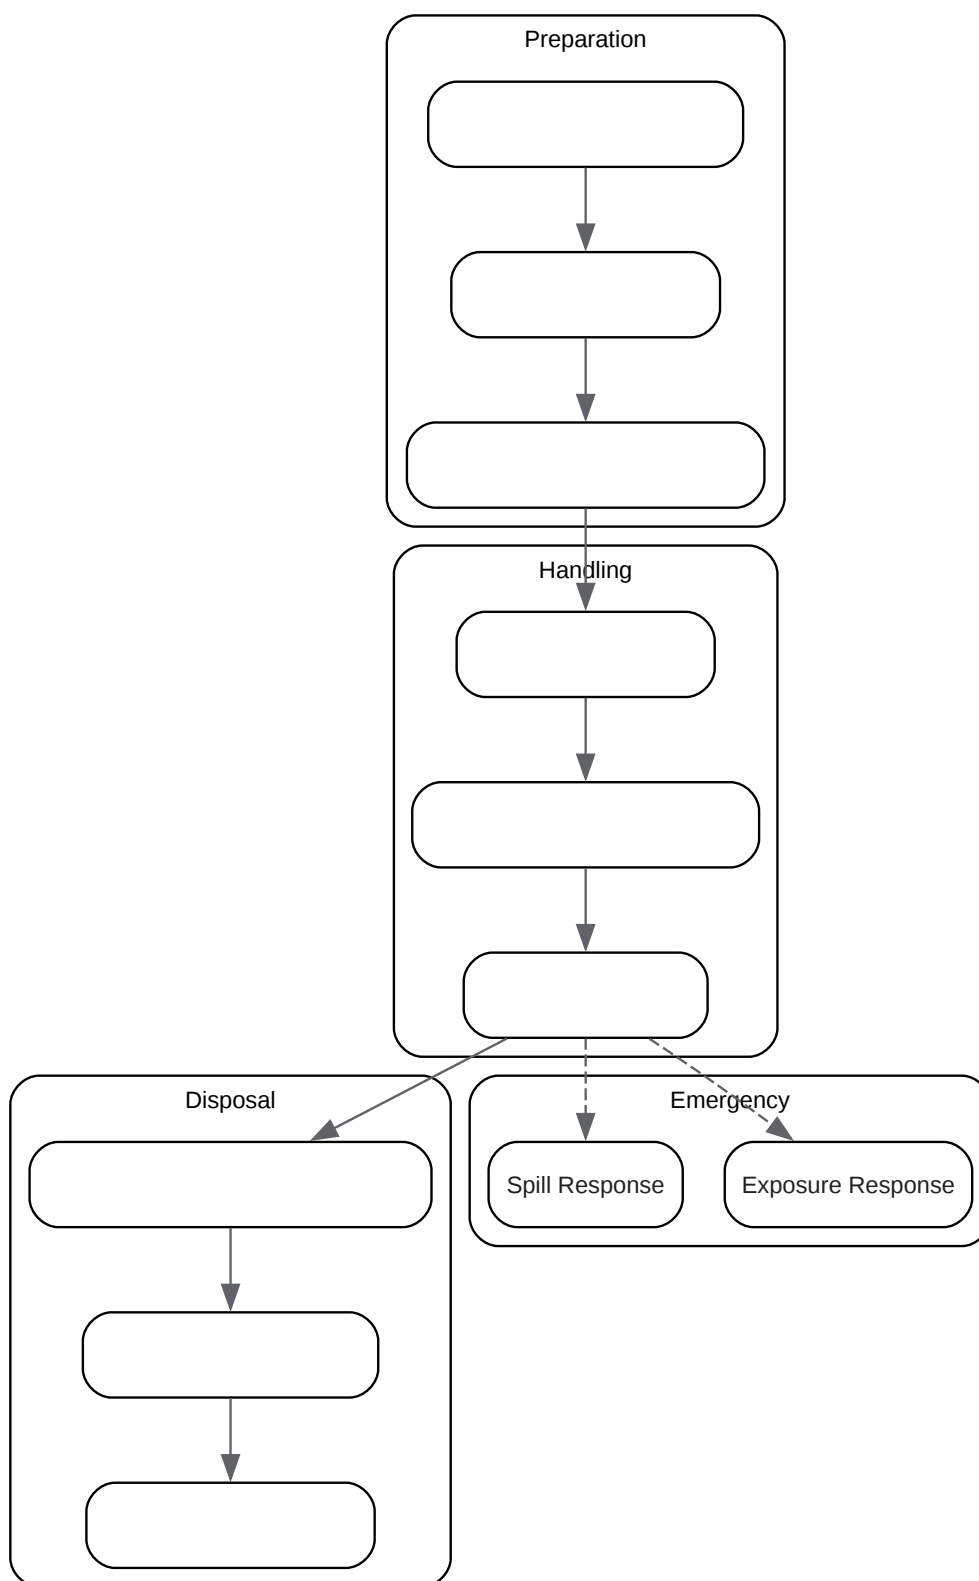 Preparation
Handling
Disposal
Emergency
Spill Response
Exposure Response